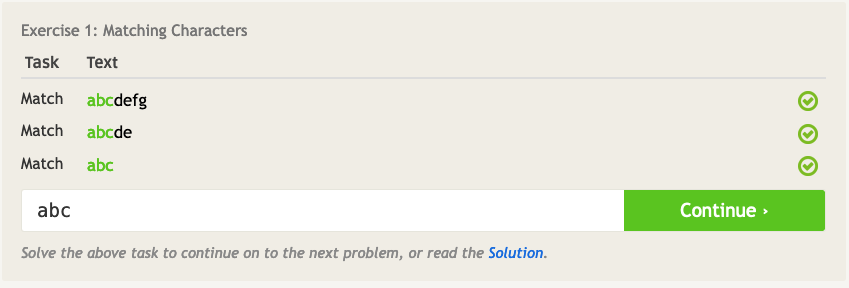 Exercise 1: Matching Characters
Task Text
Match abcdefg
Match abcde
Match abc
abc Continue ›
Solve the above task to continue on to the next problem, or read the Solution.